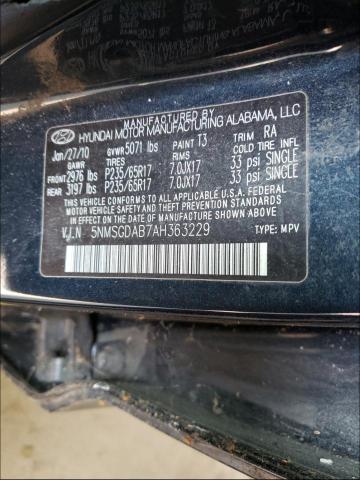 MANUFACTURED BY
HYUNDAI MOTOR MANUFACTURING ALABAMA, LLC
Jan/27/10 GVWR 5071 lbs PAINT T3 TRIM RA
GAWR TIRES RIMS COLD TIRE INFL
FRONT 2976 lbs P235/65R17 7.0JX17 33 psi SINGLE
REAR 3197 lbs P235/65R17 7.0JX17 33 psi SINGLE
THIS VEHICLE CONFORMS TO ALL APPLICABLE
U.S.A FEDERAL MOTOR VEHICLE SAFETY STANDARDS
AND BUMPER AND THEFT PREVENTION STANDARDS
IN EFFECT ON THE DATE OF MANUFACTURE SHOWN ABOVE
V.I.N 5NMSGDAB7AH363229 TYPE: MPV